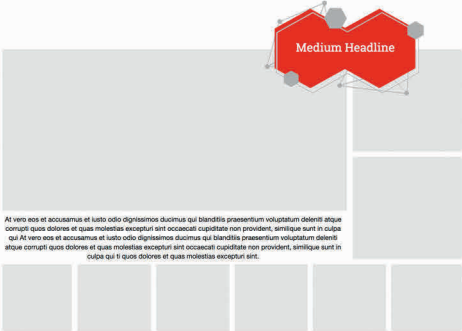 Medium Headline
At vero eos et accusamus et iusto odio dignissimos ducimus qui blanditiis praesentium voluptatum deleniti atque
corrupti quos dolores et quas molestias excepturi sint occaecati cupiditate non provident, similique sunt in culpa
qui At vero eos et accusamus et iusto odio dignissimos ducimus qui blanditiis praesentium voluptatum deleniti
atque corrupti quos dolores et quas molestias excepturi sint occaecati cupiditate non provident, similique sunt in
culpa qui ti quos dolores et quas molestias excepturi sint.